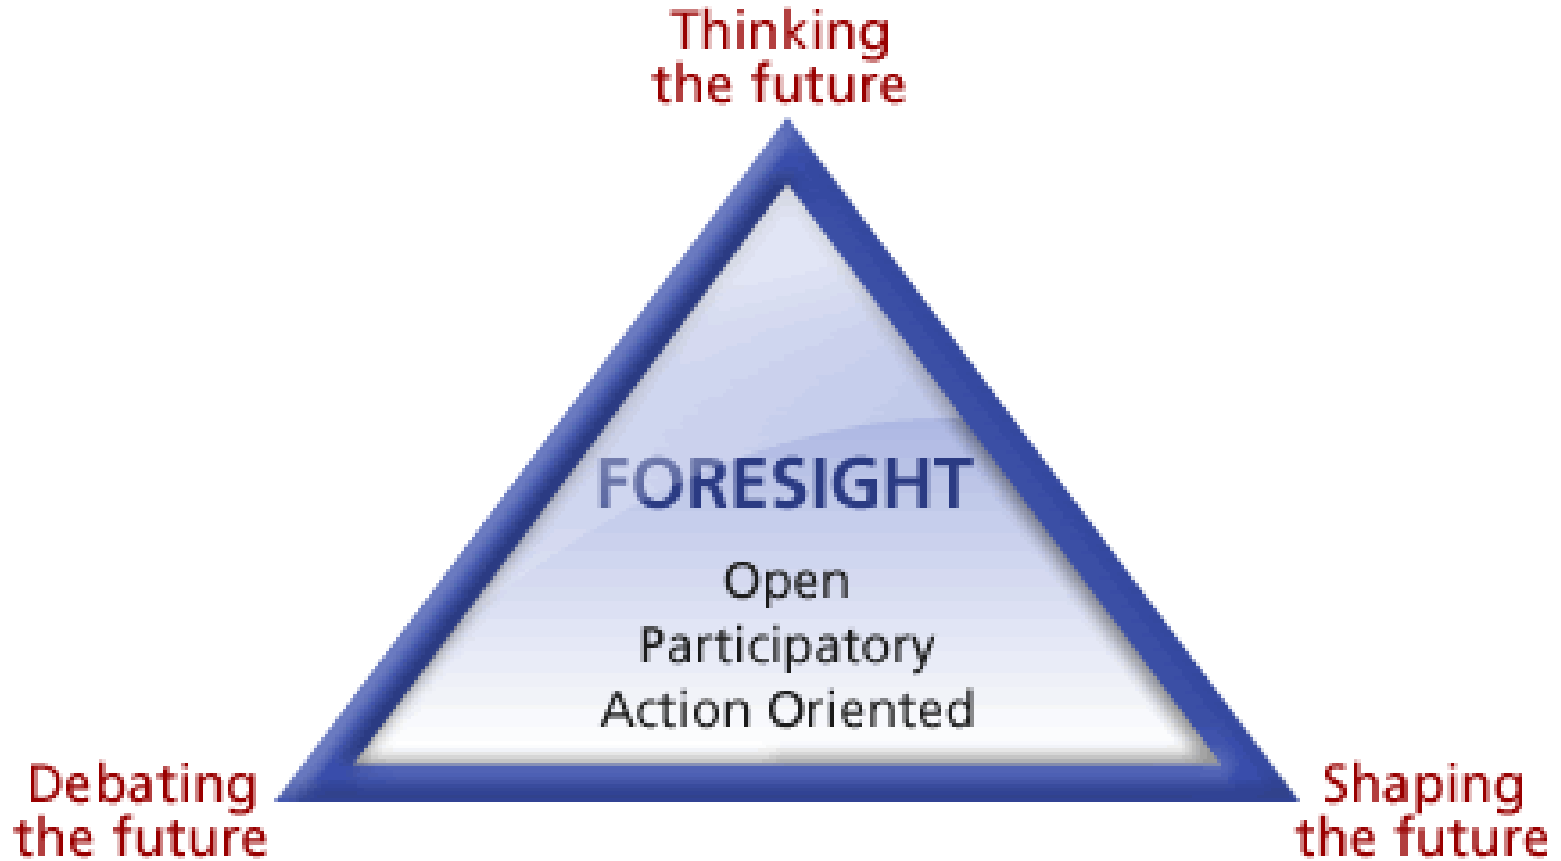 Thinking
the future
FORESIGHT
Open
Participatory
Action Oriented
Debating
the future
Shaping
the future